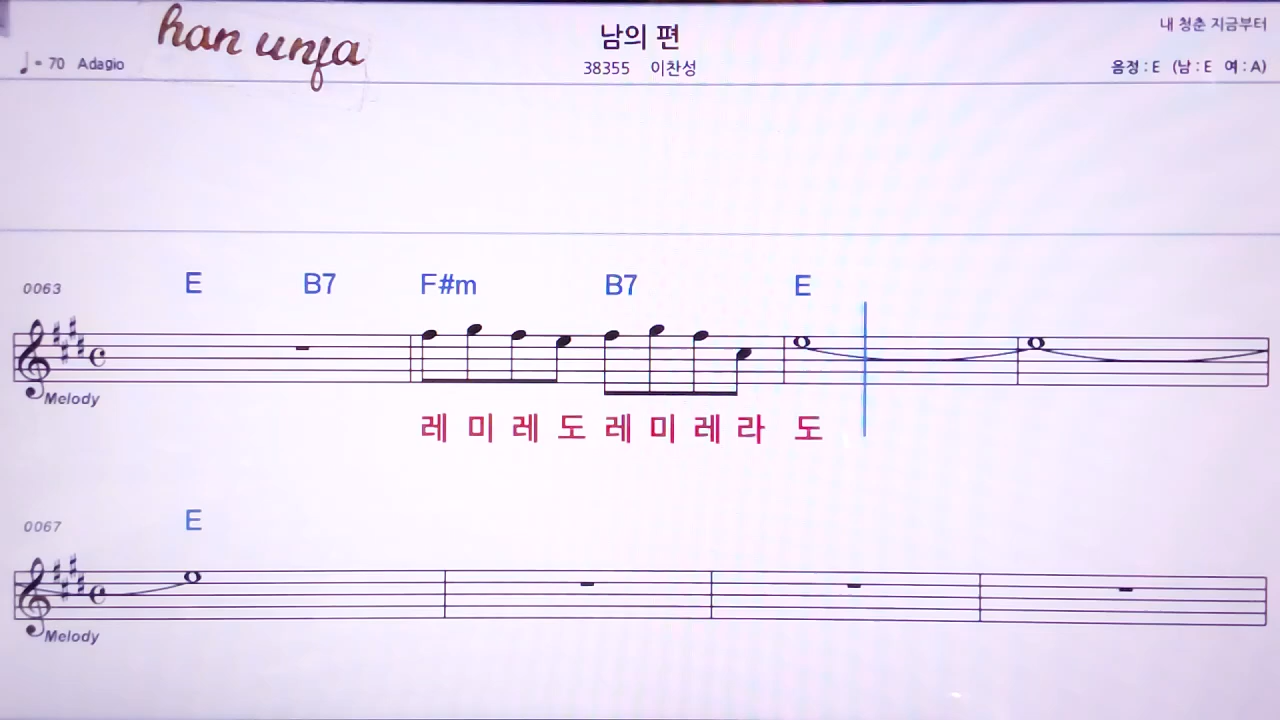 han unfa
남의 편
내 청춘 지금부터
♩= 70 Adagio
38355 이찬성
음정 : E (남 : E 여 : A)
0063 E B7 F#m B7 E
Melody
레 미 레 도 레 미 레 라 도
0067 E
Melody